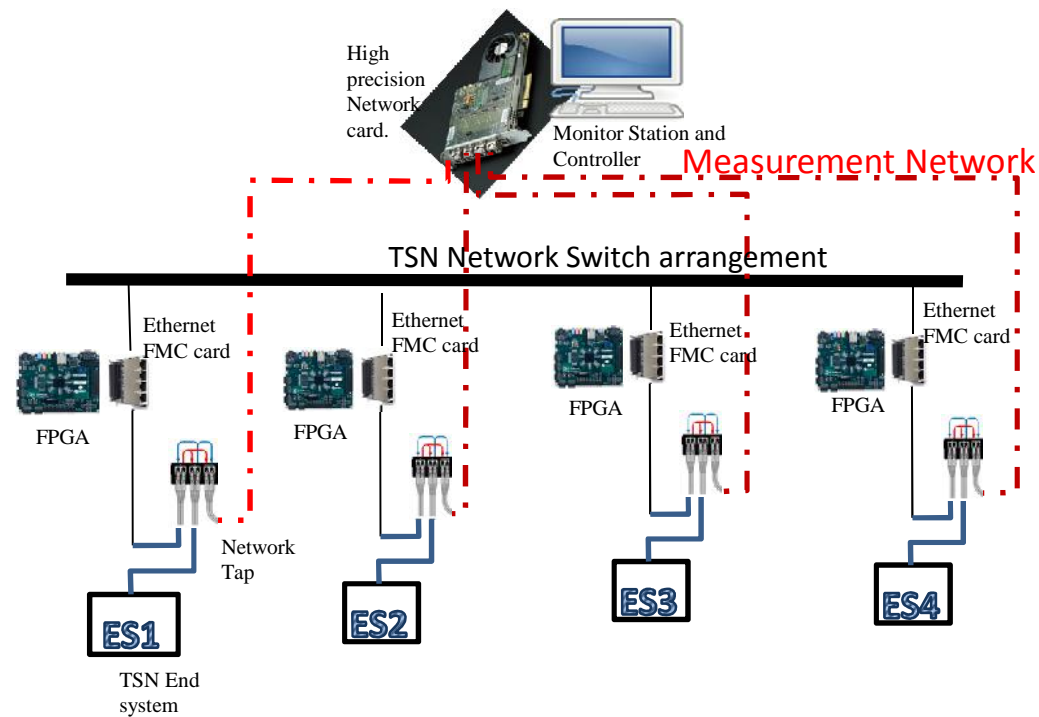 High
precision
Network
card.
Monitor Station and
Controller
Measurement Network
TSN Network Switch arrangement
Ethernet
FMC card
Ethernet
FMC card
Ethernet
FMC card
Ethernet
FMC card
FPGA
FPGA
FPGA
FPGA
Network
Tap
ES1
ES2
ES3
ES4
TSN End
system